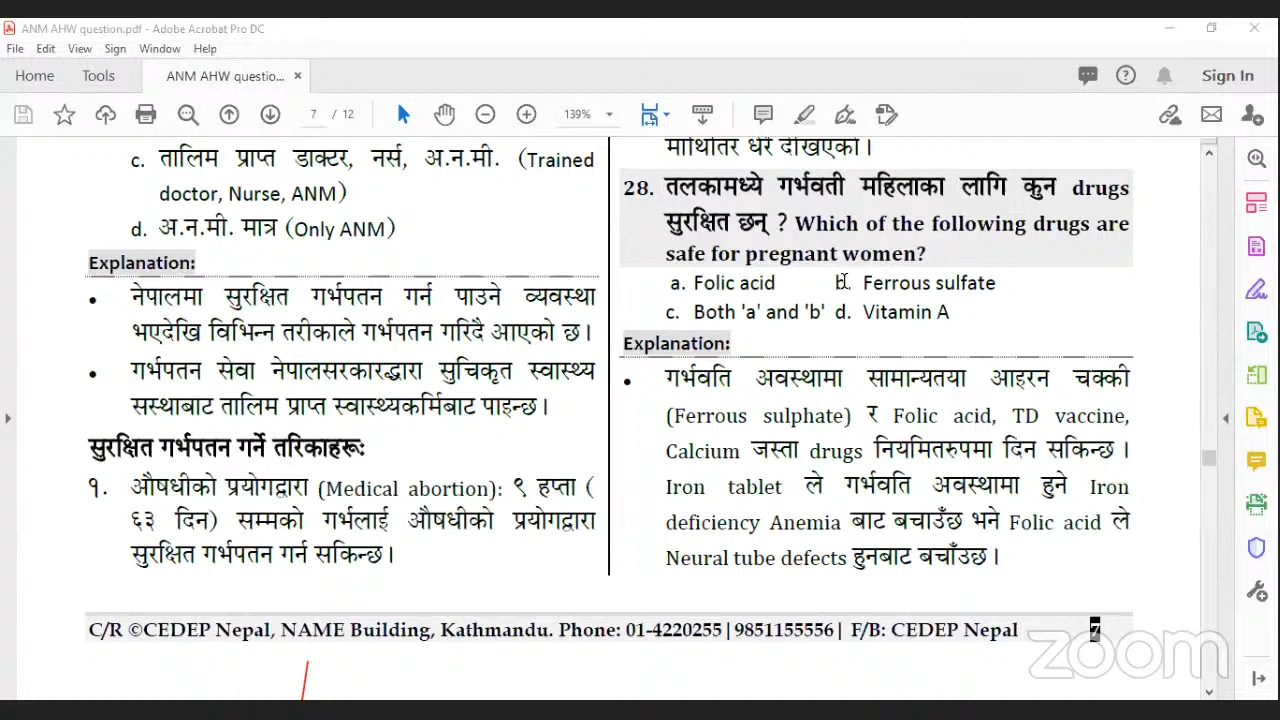 ANM AHW question.pdf - Adobe Acrobat Pro DC
File Edit View Sign Window Help
Home Tools ANM AHW questio... × Sign In
7 / 12 139%
c. तालिम प्राप्त डाक्टर, नर्स, अ.न.मी. (Trained
doctor, Nurse, ANM)
d. अ.न.मी. मात्र (Only ANM)
Explanation:
• नेपालमा सुरक्षित गर्भपतन गर्न पाउने व्यवस्था
भएदेखि विभिन्न तरीकाले गर्भपतन गरिदै आएको छ।
• गर्भपतन सेवा नेपालसरकारद्धारा सुचिकृत स्वास्थ्य
सस्थाबाट तालिम प्राप्त स्वास्थ्यकर्मिबाट पाइन्छ।
सुरक्षित गर्भपतन गर्ने तरिकाहरूः
१. औषधीको प्रयोगद्वारा (Medical abortion): ९ हप्ता (
६३ दिन) सम्मको गर्भलाई औषधीको प्रयोगद्वारा
सुरक्षित गर्भपतन गर्न सकिन्छ।
माथितिर धेरै देखिएको।
28. तलकामध्ये गर्भवती महिलाका लागि कुन drugs
सुरक्षित छन् ? Which of the following drugs are
safe for pregnant women?
a. Folic acid b. Ferrous sulfate
c. Both 'a' and 'b' d. Vitamin A
Explanation:
• गर्भवति अवस्थामा सामान्यतया आइरन चक्की
(Ferrous sulphate) र Folic acid, TD vaccine,
Calcium जस्ता drugs नियमितरुपमा दिन सकिन्छ।
Iron tablet ले गर्भवति अवस्थामा हुने Iron
deficiency Anemia बाट बचाउँछ भने Folic acid ले
Neural tube defects हुनबाट बचाँउछ।
C/R ©CEDEP Nepal, NAME Building, Kathmandu. Phone: 01-4220255|9851155556| F/B: CEDEP Nepal 7
zoom